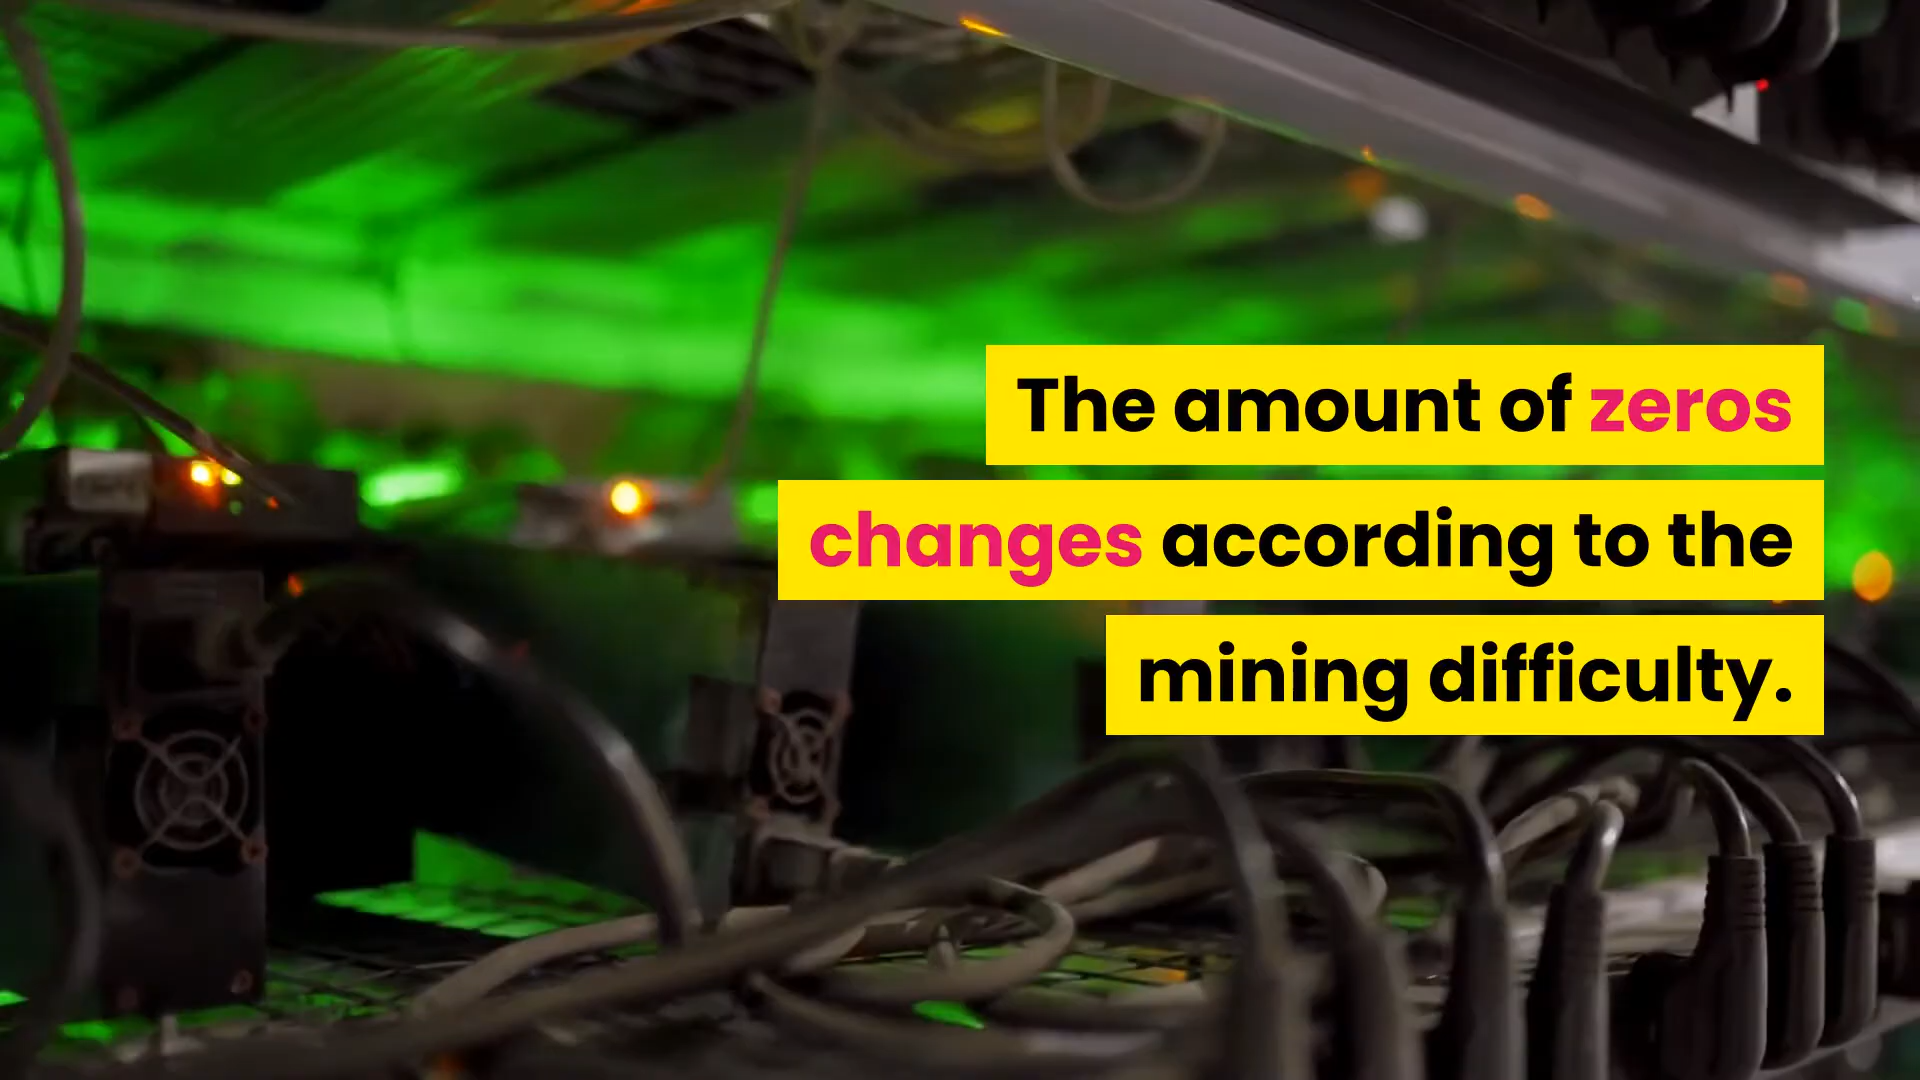 The amount of zeros
changes according to the
mining difficulty.